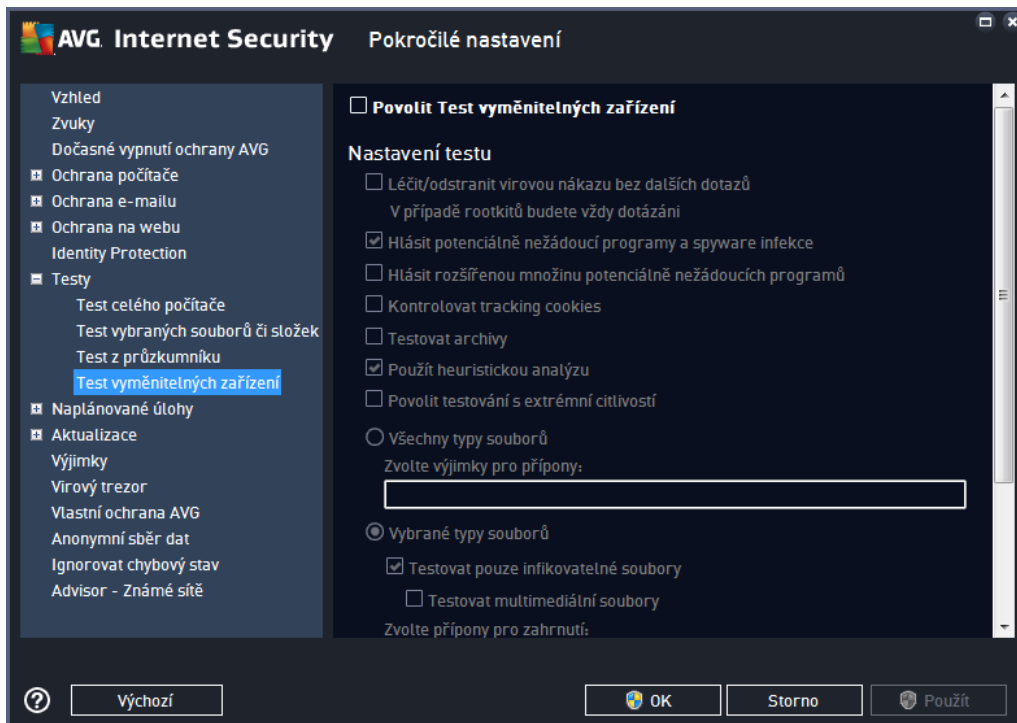 AVG. Internet Security Pokročilé nastavení
Vzhled
Zvuky
Dočasné vypnutí ochrany AVG
Ochrana počítače
Ochrana e-mailu
Ochrana na webu
Identity Protection
Testy
Test celého počítače
Test vybraných souborů či složek
Test z průzkumníku
Test vyměnitelných zařízení
Naplánované úlohy
Aktualizace
Výjimky
Virový trezor
Vlastní ochrana AVG
Anonymní sběr dat
Ignorovat chybový stav
Advisor - Známé sítě
Povolit Test vyměnitelných zařízení
Nastavení testu
Léčit/odstranit virovou nákazu bez dalších dotazů
V případě rootkitů budete vždy dotázáni
Hlásit potenciálně nežádoucí programy a spyware infekce
Hlásit rozšířenou množinu potenciálně nežádoucích programů
Kontrolovat tracking cookies
Testovat archivy
Použít heuristickou analýzu
Povolit testování s extrémní citlivostí
Všechny typy souborů
Zvolte výjimky pro přípony:
Vybrané typy souborů
Testovat pouze infikovatelné soubory
Testovat multimediální soubory
Zvolte přípony pro zahrnutí:
? Výchozí OK Storno Použít